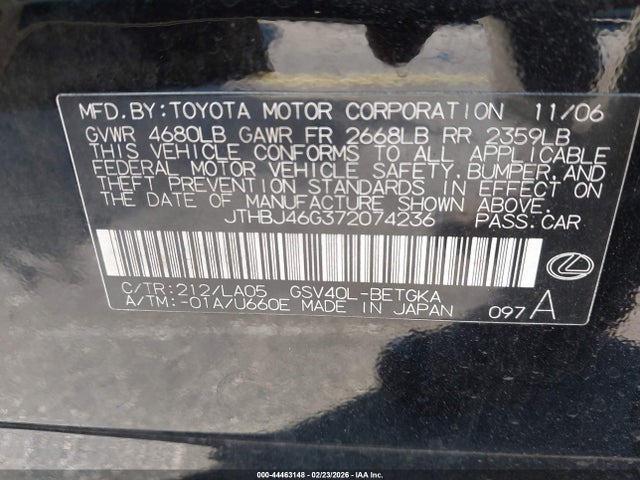 MFD.BY:TOYOTA MOTOR CORPORATION 11/06
GVWR 4680LB GAWR FR 2668LB RR 2359LB
THIS VEHICLE CONFORMS TO ALL APPLICABLE
FEDERAL MOTOR VEHICLE SAFETY,BUMPER,AND
THEFT PREVENTION STANDARDS IN EFFECT ON
THE DATE OF MANUFACTURE SHOWN ABOVE.
JTHBJ46G372074236 PASS.CAR
C/TR:212/LA05 GSV40L-BETGKA
A/TM:-01A/U660E MADE IN JAPAN 097 A
000-44463148 - 02/23/2026 - IAA Inc.